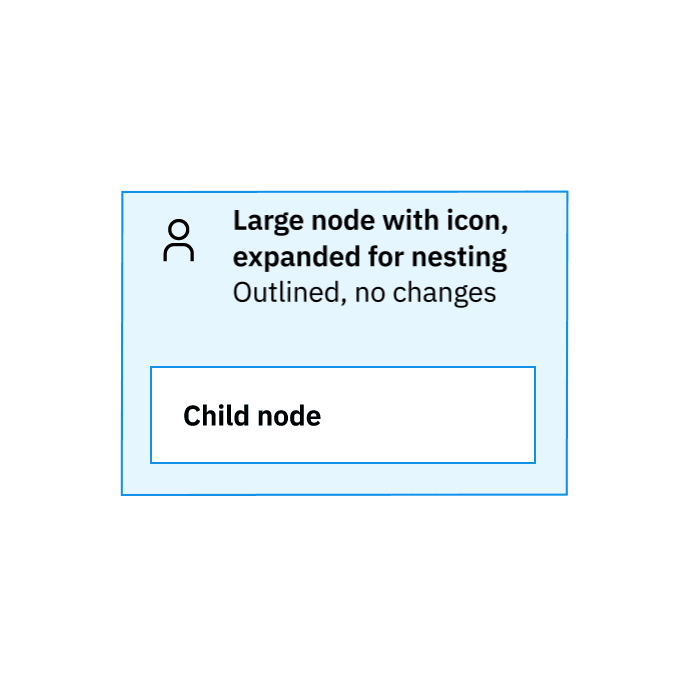 Large node with icon,
expanded for nesting
Outlined, no changes
Child node